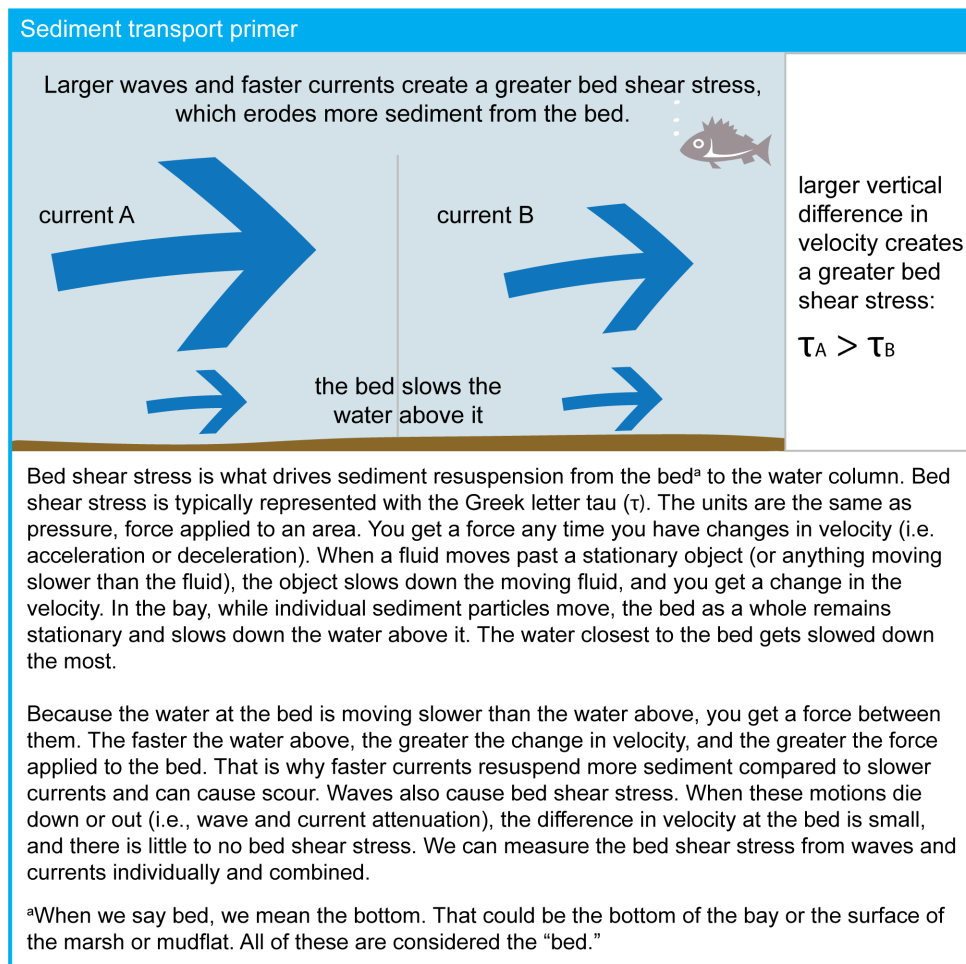 Sediment transport primer
Larger waves and faster currents create a greater bed shear stress,
which erodes more sediment from the bed.
current A
current B
the bed slows the
water above it
larger vertical
difference in
velocity creates
a greater bed
shear stress:
τA > τB
Bed shear stress is what drives sediment resuspension from the bedᵃ to the water column. Bed
shear stress is typically represented with the Greek letter tau (τ). The units are the same as
pressure, force applied to an area. You get a force any time you have changes in velocity (i.e.
acceleration or deceleration). When a fluid moves past a stationary object (or anything moving
slower than the fluid), the object slows down the moving fluid, and you get a change in the
velocity. In the bay, while individual sediment particles move, the bed as a whole remains
stationary and slows down the water above it. The water closest to the bed gets slowed down
the most.
Because the water at the bed is moving slower than the water above, you get a force between
them. The faster the water above, the greater the change in velocity, and the greater the force
applied to the bed. That is why faster currents resuspend more sediment compared to slower
currents and can cause scour. Waves also cause bed shear stress. When these motions die
down or out (i.e., wave and current attenuation), the difference in velocity at the bed is small,
and there is little to no bed shear stress. We can measure the bed shear stress from waves and
currents individually and combined.
ᵃWhen we say bed, we mean the bottom. That could be the bottom of the bay or the surface of
the marsh or mudflat. All of these are considered the “bed.”